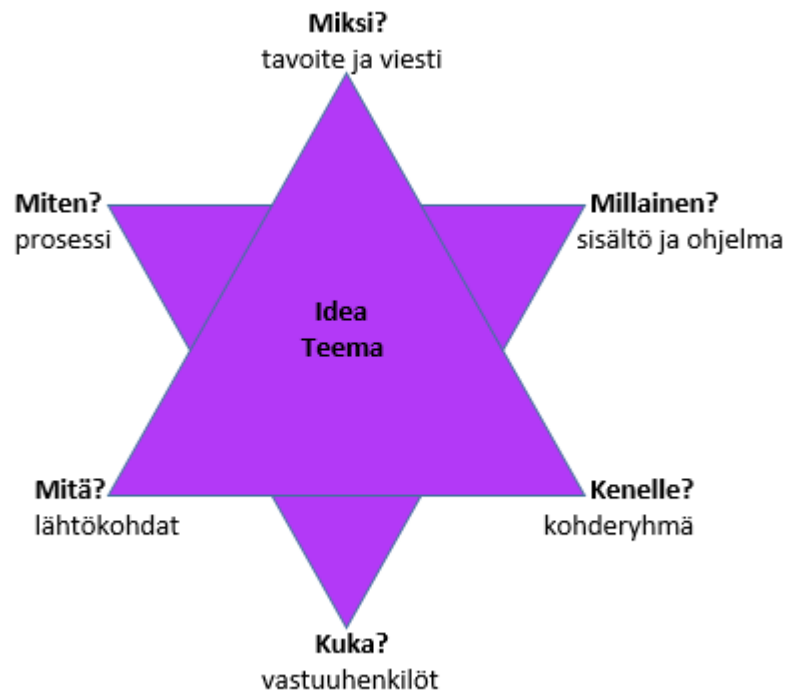 Miksi?
tavoite ja viesti
Miten?
prosessi
Millainen?
sisältö ja ohjelma
Idea
Teema
Mitä?
lähtökohdat
Kenelle?
kohderyhmä
Kuka?
vastuuhenkilöt